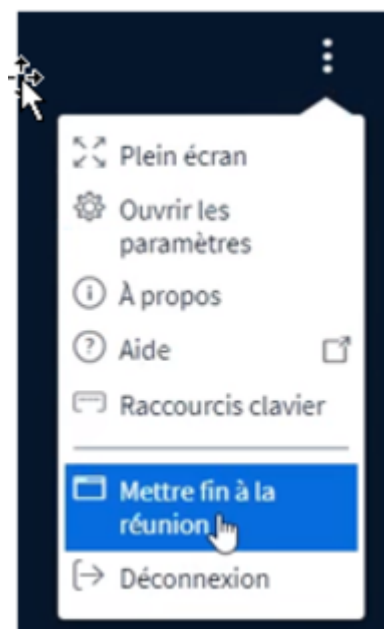 Plein écran
Ouvrir les
paramètres
À propos
Aide
Raccourcis clavier
Mettre fin à la
réunion
Déconnexion